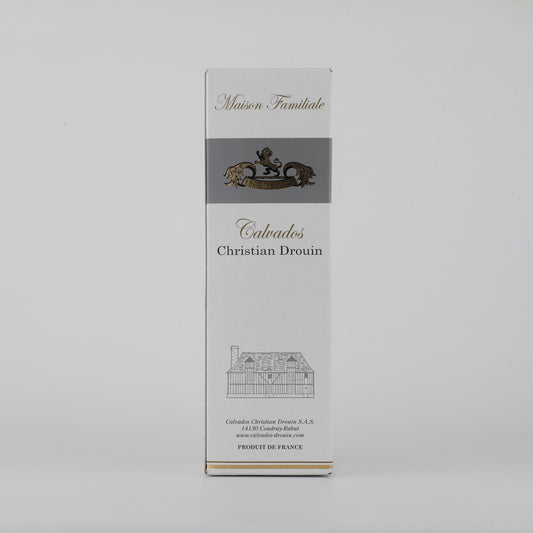 Maison Familiale
Calvados
Christian Drouin
Calvados Christian Drouin S.A.S.
14130 Coudray-Rabut
www.calvados-drouin.com
PRODUIT DE FRANCE